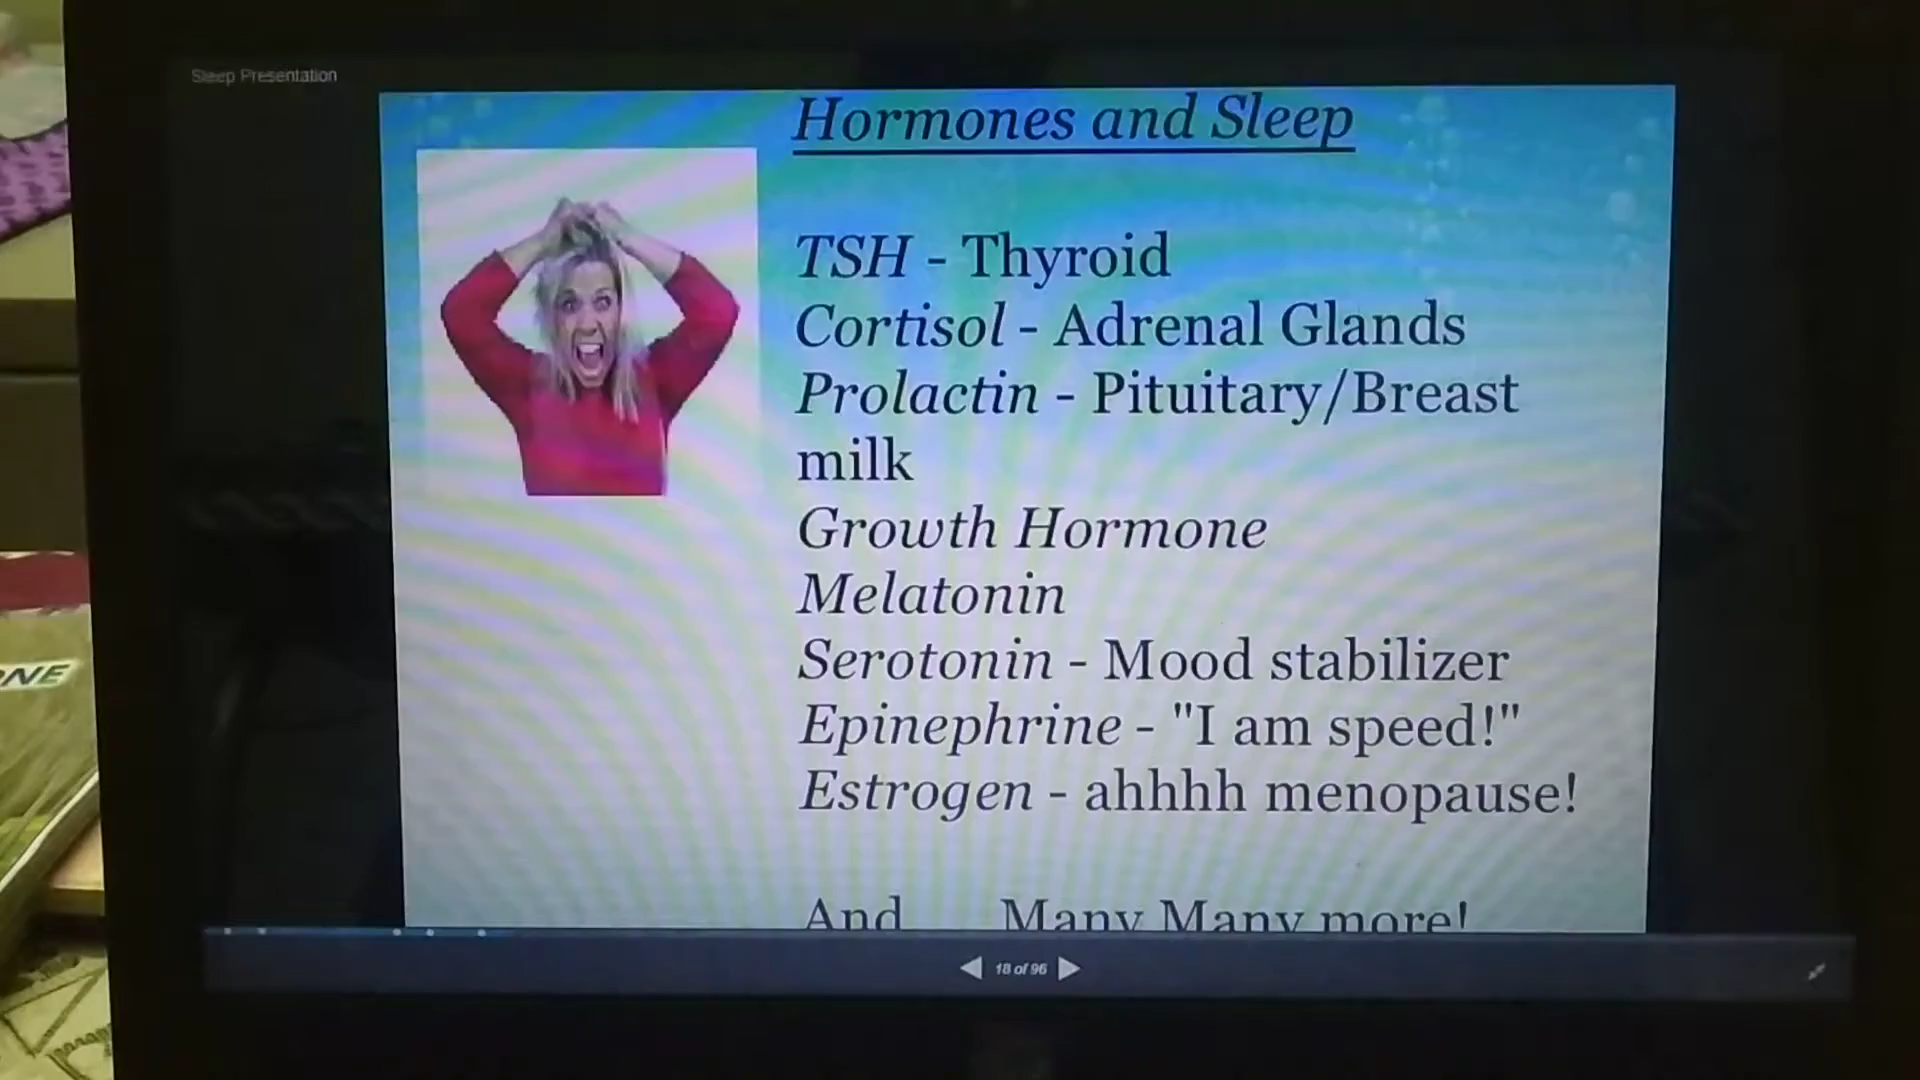 Sleep Presentation
Hormones and Sleep
TSH - Thyroid
Cortisol - Adrenal Glands
Prolactin - Pituitary/Breast
milk
Growth Hormone
Melatonin
Serotonin - Mood stabilizer
Epinephrine - "I am speed!"
Estrogen - ahhhh menopause!
And Many Many more!
18 of 96
NE